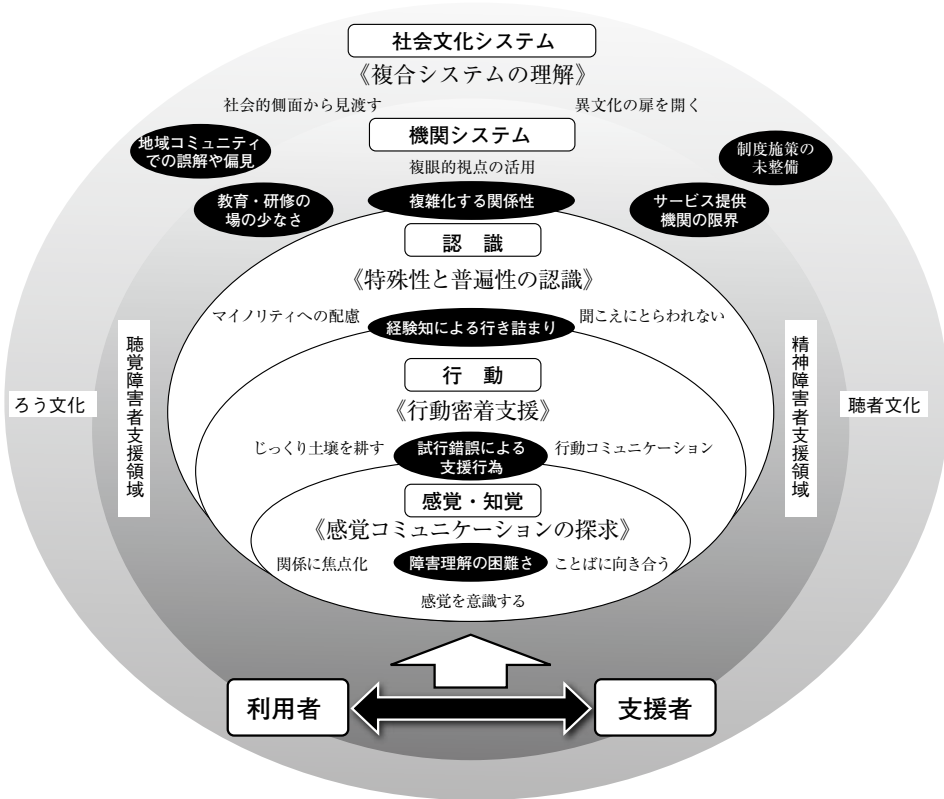 社会文化システム
《複合システムの理解》
社会的側面から見渡す
異文化の扉を開く
機関システム
地域コミュニティ
での誤解や偏見
制度施策の
未整備
複眼的視点の活用
教育・研修の
場の少なさ
複雑化する関係性
サービス提供
機関の限界
認 識
《特殊性と普遍性の認識》
マイノリティへの配慮
経験知による行き詰まり
聞こえにとらわれない
聴覚障害者支援領域
精神障害者支援領域
行 動
ろう文化
聴者文化
《行動密着支援》
じっくり土壌を耕す
試行錯誤による
支援行為
行動コミュニケーション
感覚・知覚
《感覚コミュニケーションの探求》
関係に焦点化
障害理解の困難さ
ことばに向き合う
感覚を意識する
利用者
支援者